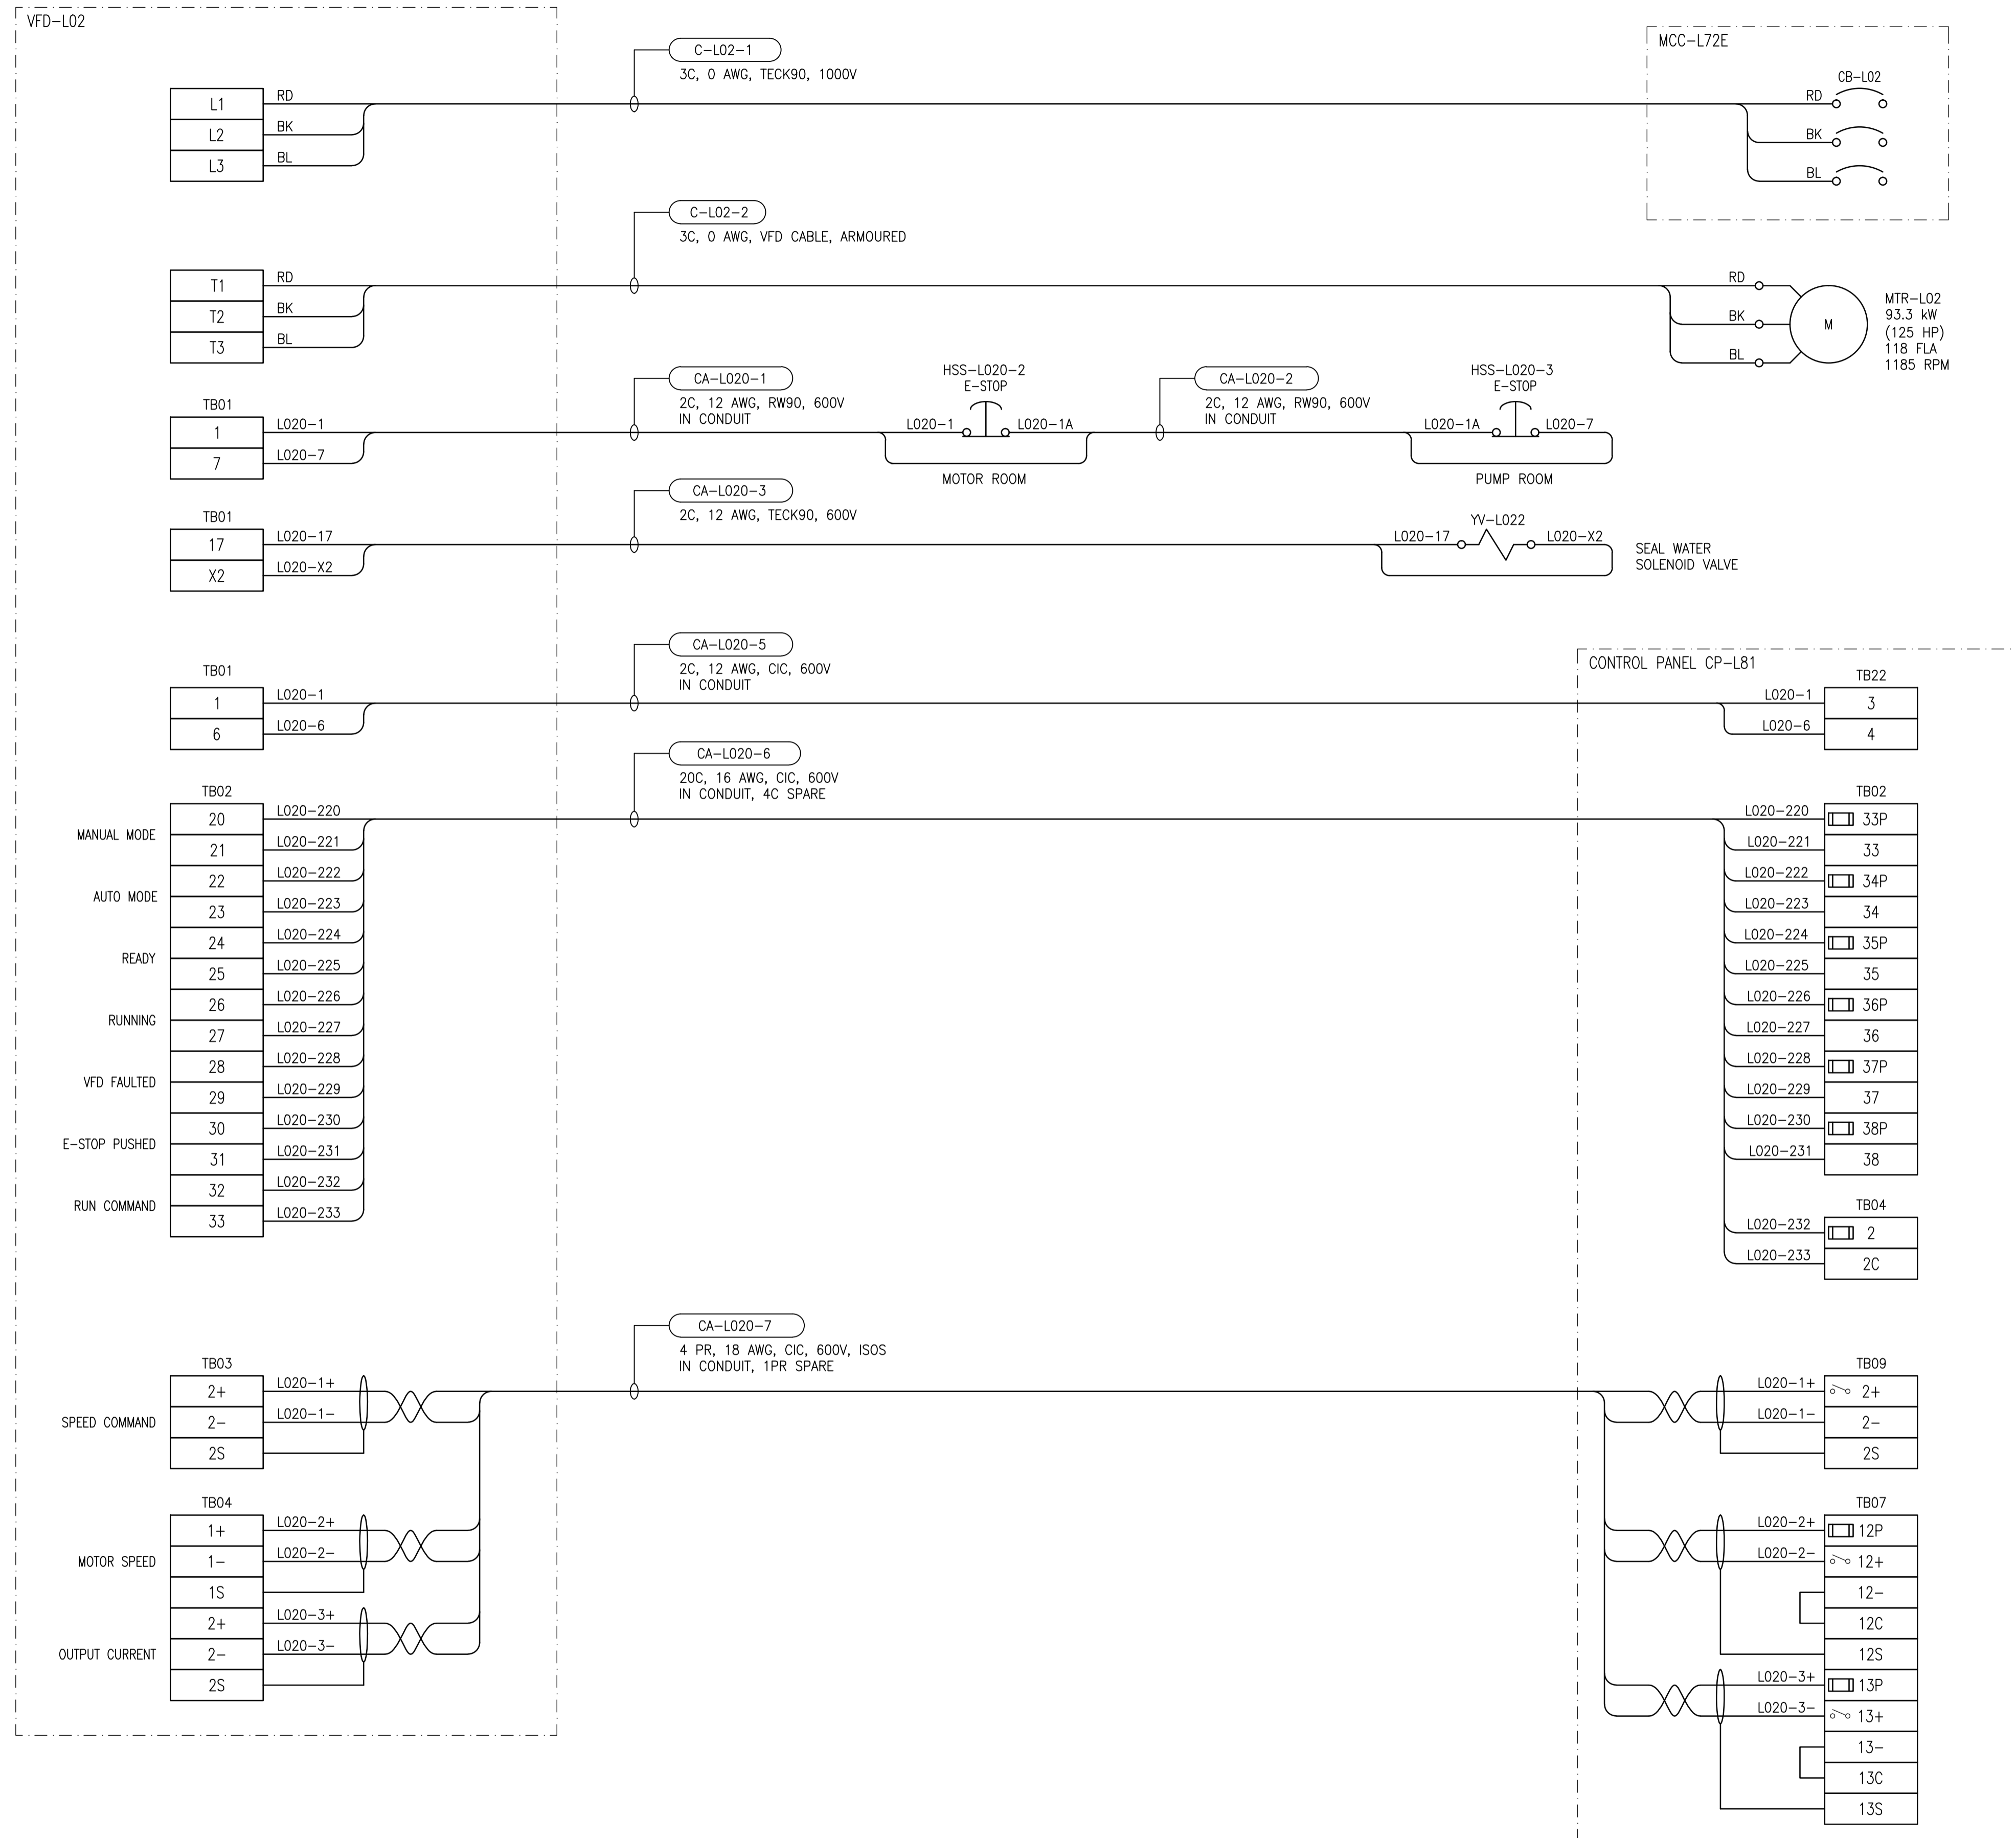 VFD-L02
C-L02-1
3C, 0 AWG, TECK90, 1000V
MCC-L72E
CB-L02
L1 RD
L2 BK
L3 BL
RD
BK
BL
C-L02-2
3C, 0 AWG, VFD CABLE, ARMOURED
T1 RD
T2 BK
T3 BL
RD
BK
BL
M
MTR-L02
93.3 kW
(125 HP)
118 FLA
1185 RPM
TB01
1 L020-1
7 L020-7
CA-L020-1
2C, 12 AWG, RW90, 600V
IN CONDUIT
HSS-L020-2
E-STOP
L020-1 L020-1A
MOTOR ROOM
CA-L020-2
2C, 12 AWG, RW90, 600V
IN CONDUIT
HSS-L020-3
E-STOP
L020-1A L020-7
PUMP ROOM
TB01
17 L020-17
X2 L020-X2
CA-L020-3
2C, 12 AWG, TECK90, 600V
YV-L022
L020-17 L020-X2
SEAL WATER
SOLENOID VALVE
TB01
1 L020-1
6 L020-6
CA-L020-5
2C, 12 AWG, CIC, 600V
IN CONDUIT
CONTROL PANEL CP-L81
TB22
L020-1 3
L020-6 4
CA-L020-6
20C, 16 AWG, CIC, 600V
IN CONDUIT, 4C SPARE
TB02
MANUAL MODE
20 L020-220
21 L020-221
AUTO MODE
22 L020-222
23 L020-223
READY
24 L020-224
25 L020-225
RUNNING
26 L020-226
27 L020-227
VFD FAULTED
28 L020-228
29 L020-229
E-STOP PUSHED
30 L020-230
31 L020-231
RUN COMMAND
32 L020-232
33 L020-233
TB02
L020-220 33P
L020-221 33
L020-222 34P
L020-223 34
L020-224 35P
L020-225 35
L020-226 36P
L020-227 36
L020-228 37P
L020-229 37
L020-230 38P
L020-231 38
TB04
L020-232 2
L020-233 2C
CA-L020-7
4 PR, 18 AWG, CIC, 600V, ISOS
IN CONDUIT, 1PR SPARE
TB03
SPEED COMMAND
2+ L020-1+
2- L020-1-
2S
TB04
MOTOR SPEED
1+ L020-2+
1- L020-2-
1S
OUTPUT CURRENT
2+ L020-3+
2- L020-3-
2S
TB09
L020-1+ 2+
L020-1- 2-
2S
TB07
L020-2+ 12P
L020-2- 12+
12-
12C
12S
L020-3+ 13P
L020-3- 13+
13-
13C
13S